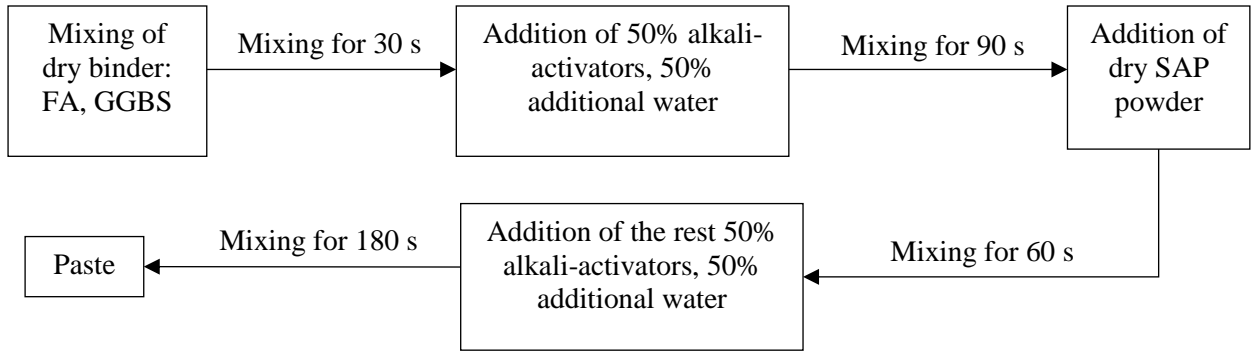 Mixing of
dry binder:
FA, GGBS
Mixing for 30 s
Addition of 50% alkali-
activators, 50%
additional water
Mixing for 90 s
Addition of
dry SAP
powder
Mixing for 60 s
Addition of the rest 50%
alkali-activators, 50%
additional water
Mixing for 180 s
Paste